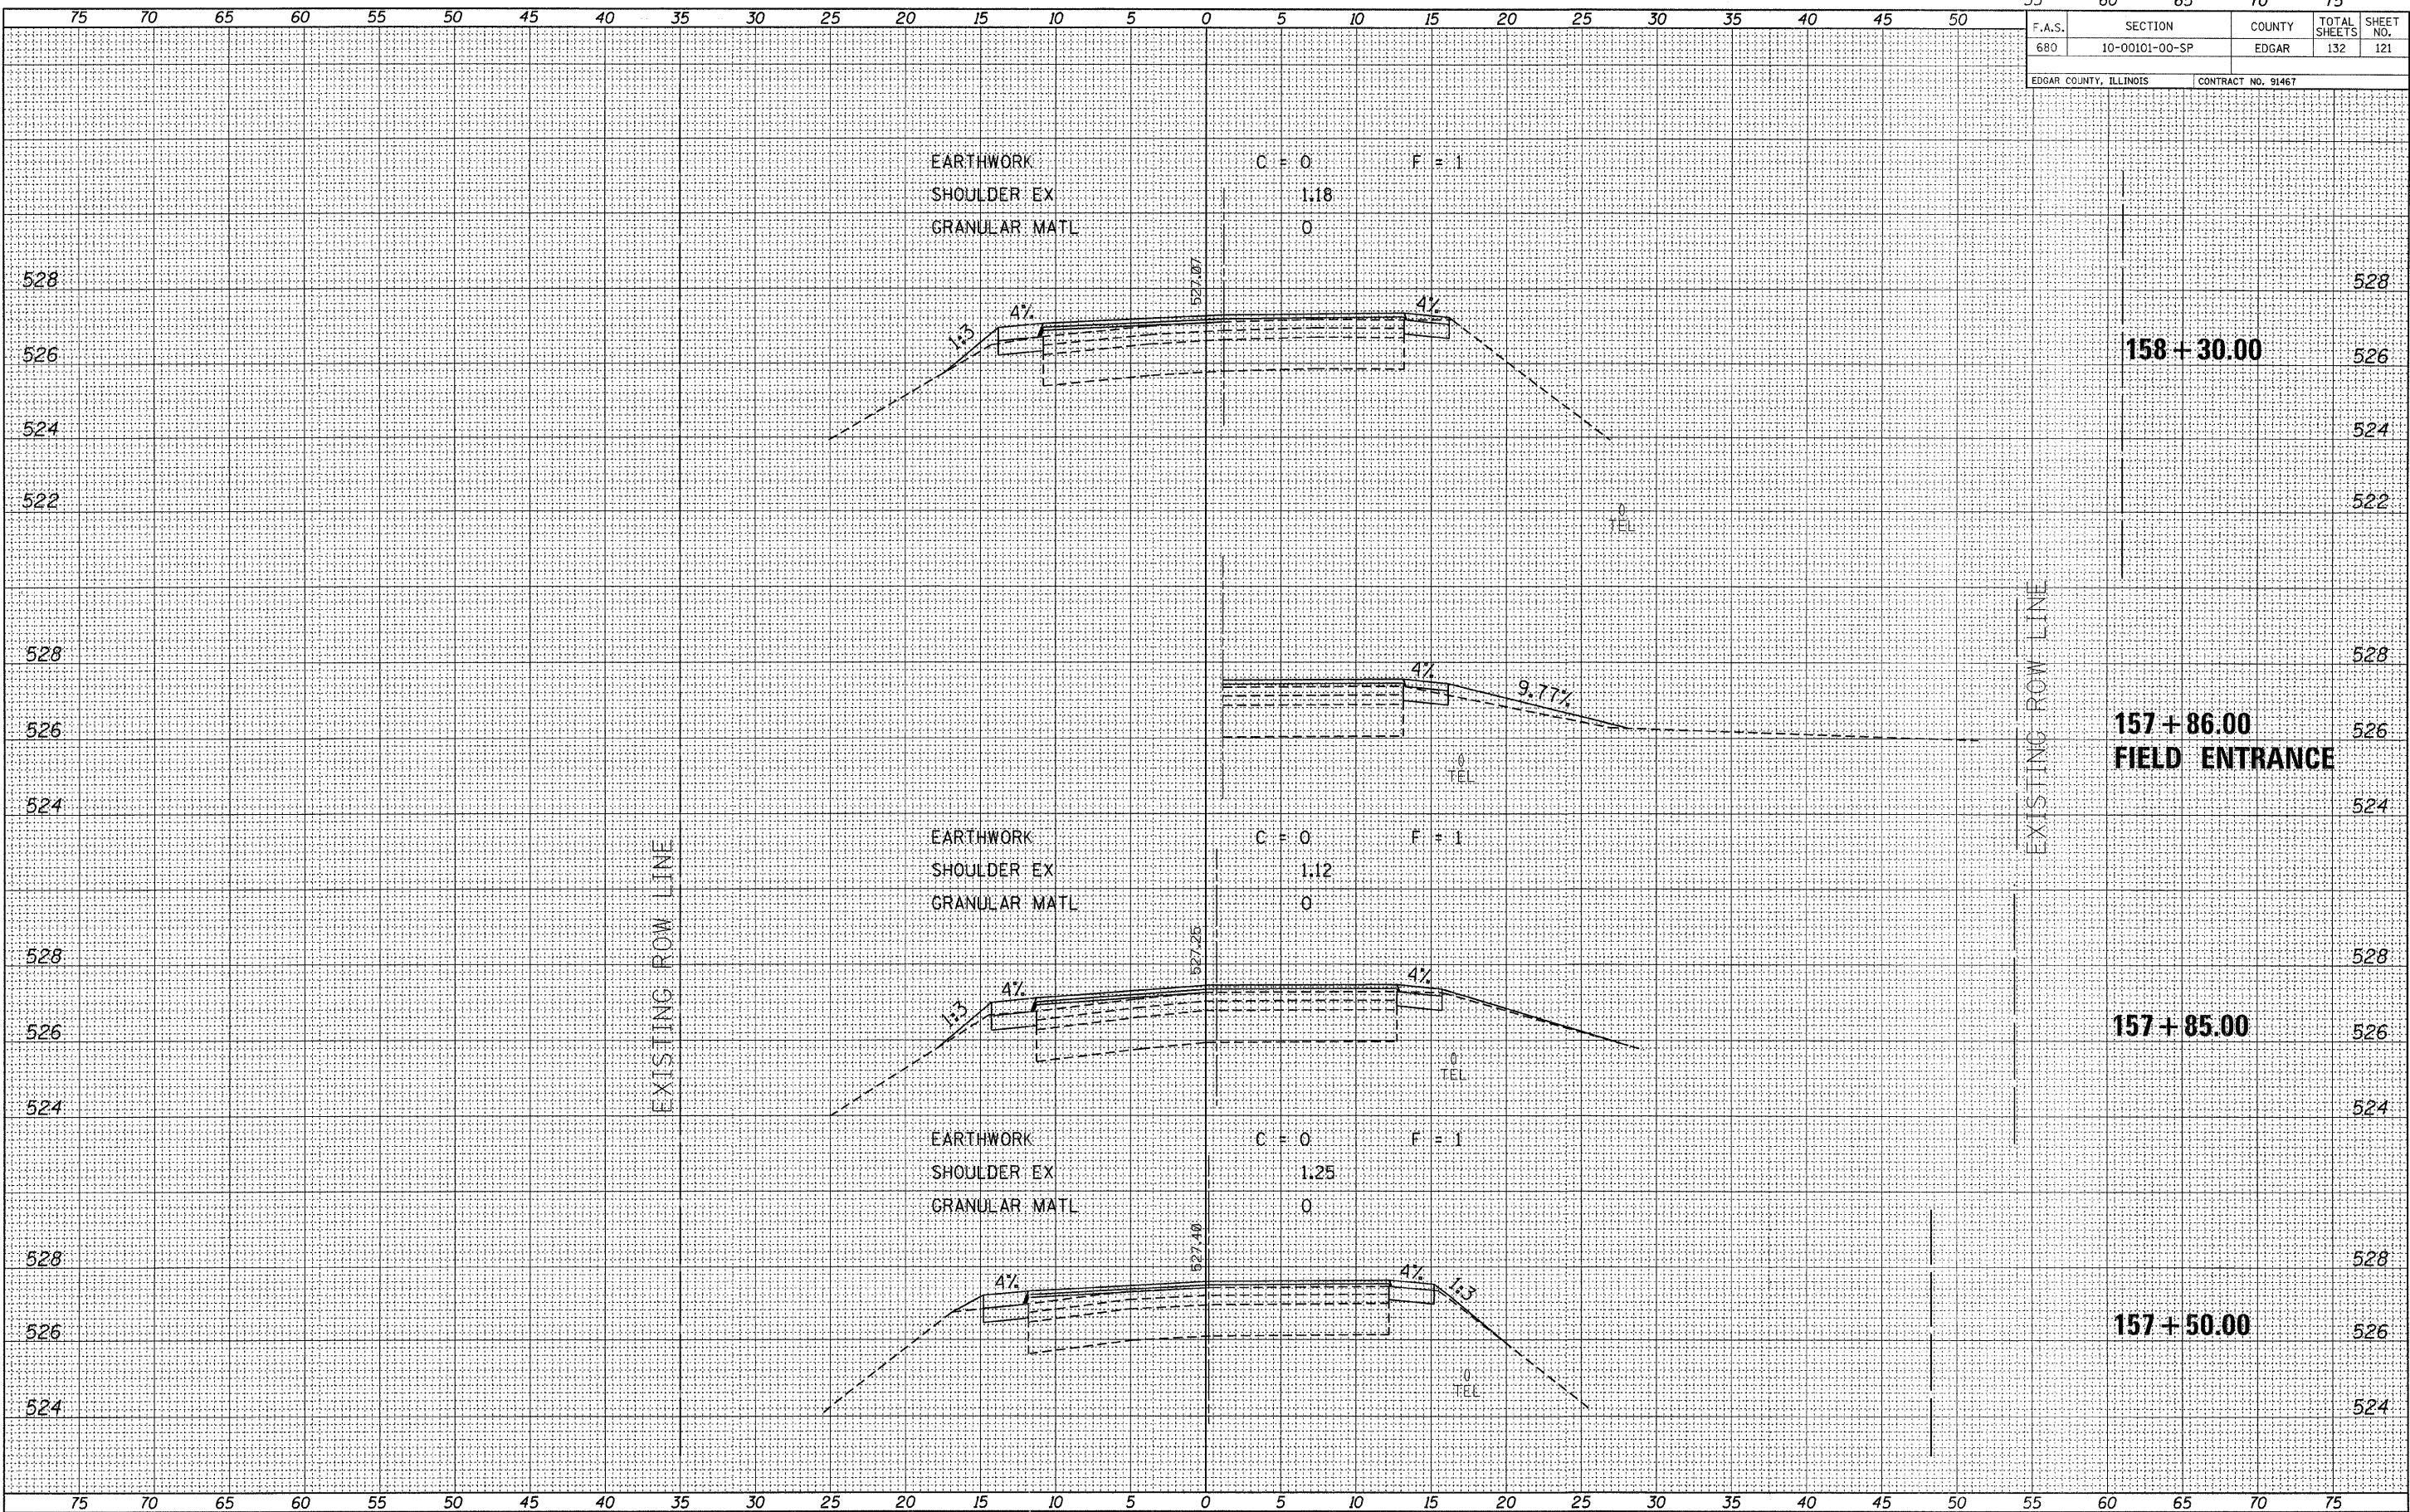 75 70 65 60 55 50 45 40 35 30 25 20 15 10 5 0 5 10 15 20 25 30 35 40 45 50 55 60 65 70 75
F.A.S. SECTION COUNTY TOTAL SHEETS SHEET NO.
680 10-00101-00-SP EDGAR 132 121
EDGAR COUNTY, ILLINOIS CONTRACT NO. 91467
EARTHWORK C = 0 F = 1
SHOULDER EX 1.18
GRANULAR MATL 0
527.07
528 528
4% 4%
1:3
526 158+30.00 526
524 524
522 522
TEL
EXISTING ROW LINE
528 528
4%
9.77%
526 157+86.00 526
FIELD ENTRANCE
TEL
524 524
EARTHWORK C = 0 F = 1
SHOULDER EX 1.12
GRANULAR MATL 0
EXISTING ROW LINE
527.25
528 528
4% 4%
1:3
526 157+85.00 526
TEL
524 524
EARTHWORK C = 0 F = 1
SHOULDER EX 1.25
GRANULAR MATL 0
527.40
528 528
4% 4%
1:3
526 157+50.00 526
TEL
524 524
75 70 65 60 55 50 45 40 35 30 25 20 15 10 5 0 5 10 15 20 25 30 35 40 45 50 55 60 65 70 75